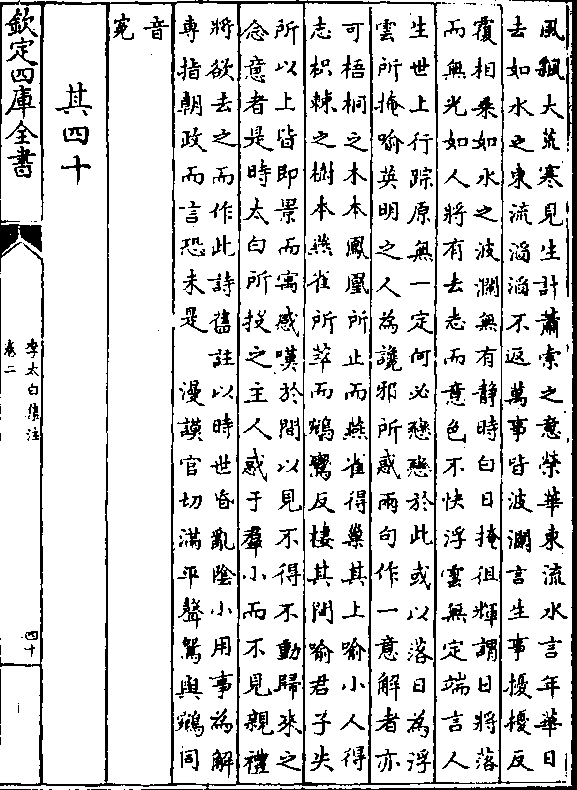 風飄大荒寒見生計蕭索之意榮華東流水言年華日
去如水之東流滔滔不返萬事皆波瀾言生事擾擾反
覆相乗如水之波瀾無有静時白日掩徂輝謂日將落
而無光如人將有去志而意色不快浮雲無定端言人
生世上行踪原無一定何必戀戀於此或以落日為浮
雲所掩喻英明之人為讒邪所惑兩句作一意解者亦
可梧桐之木本鳳凰所止而燕雀得巢其上喻小人得
志枳棘之樹本燕雀所萃而鴛鸞反棲其間喻君子失
所以上皆即景而寓感嘆於間以見不得不動歸來之
念意者是時太白所投之主人惑于羣小而不見親禮
將欲去之而作此詩舊註以時世昏亂陰小用事為解
專指朝政而言恐未是　漫謨官切滿平聲鴛與鵷同
音
寃
其四十
欽定四庫全書
李太白集注
卷二
四十